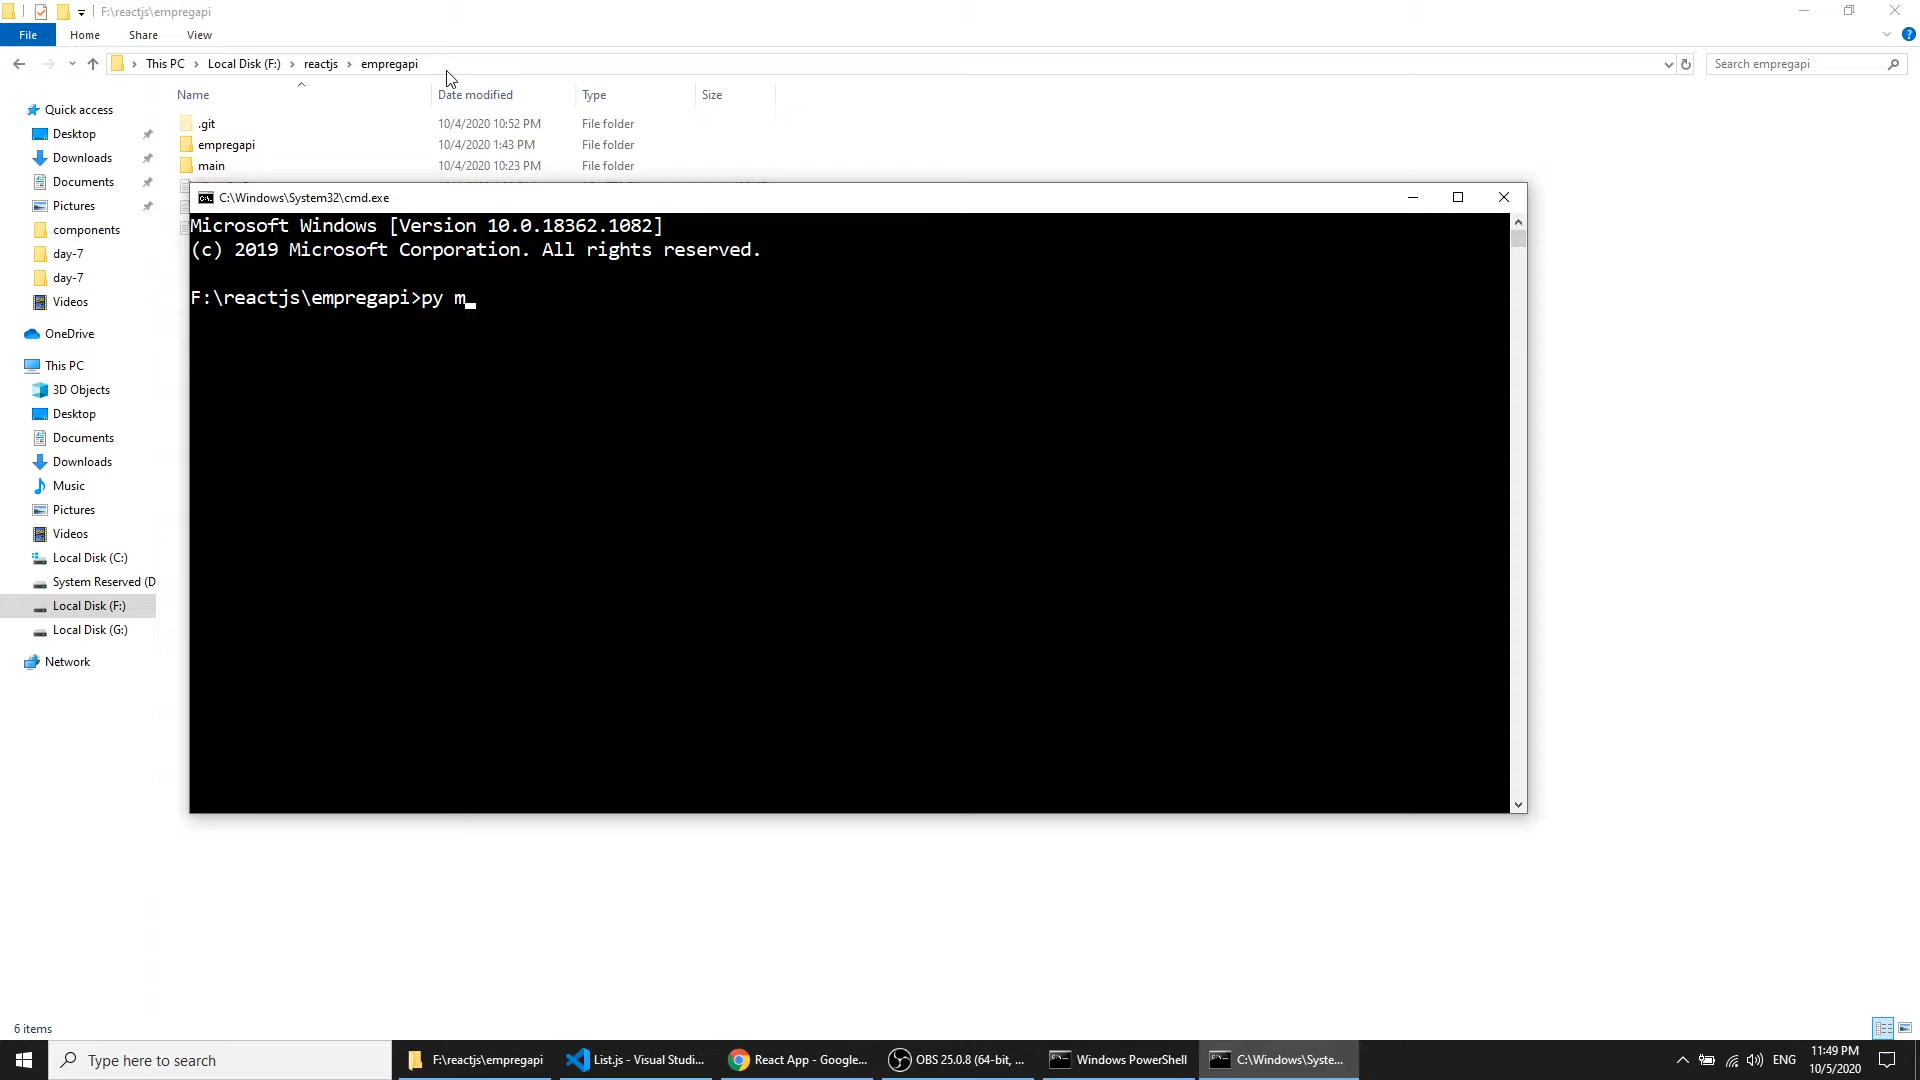 F:\reactjs\empregapi
File Home Share View
This PC Local Disk (F:) reactjs empregapi
Search empregapi
Name Date modified Type Size
Quick access
Desktop
Downloads
Documents
Pictures
components
day-7
day-7
Videos
OneDrive
This PC
3D Objects
Desktop
Documents
Downloads
Music
Pictures
Videos
Local Disk (C:)
System Reserved (D
Local Disk (F:)
Local Disk (G:)
Network
.git 10/4/2020 10:52 PM File folder
empregapi 10/4/2020 1:43 PM File folder
main 10/4/2020 10:23 PM File folder
C:\Windows\System32\cmd.exe
Microsoft Windows [Version 10.0.18362.1082]
(c) 2019 Microsoft Corporation. All rights reserved.
F:\reactjs\empregapi>py m
6 items
Type here to search
F:\reactjs\empregapi
List.js - Visual Studi...
React App - Google...
OBS 25.0.8 (64-bit, ...
Windows PowerShell
C:\Windows\Syste...
ENG
11:49 PM
10/5/2020